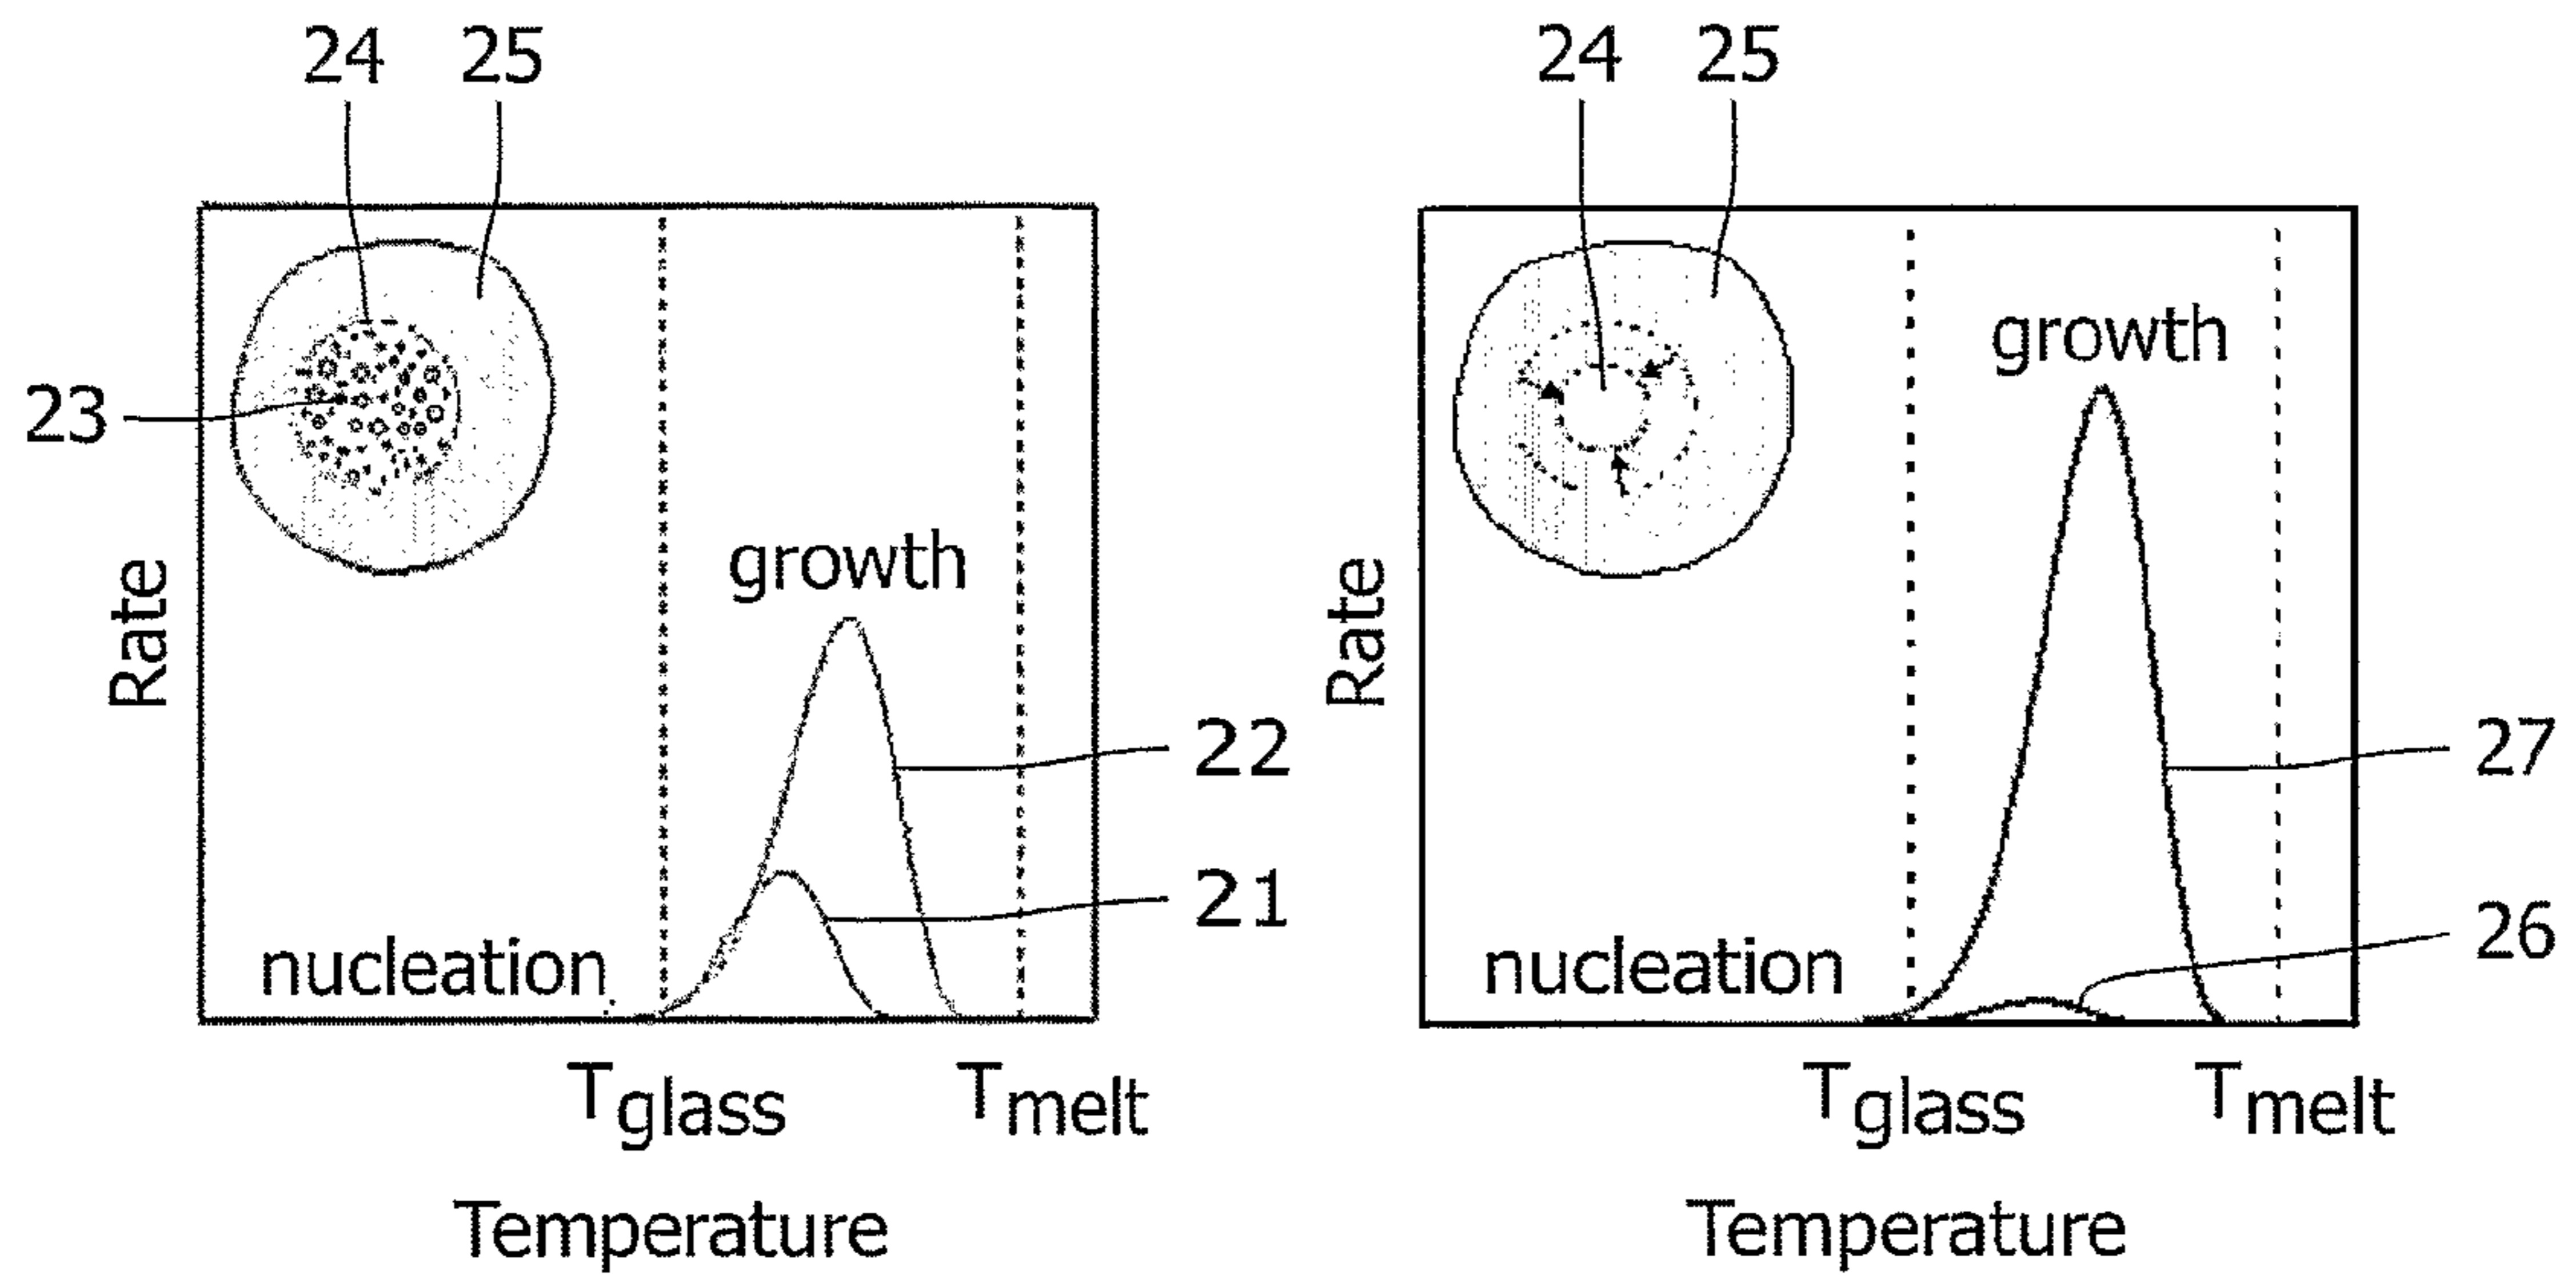 24 25
23
growth
Rate
22
21
nucleation
Tglass Tmelt
Temperature
24 25
growth
Rate
27
26
nucleation
Tglass Tmelt
Temperature